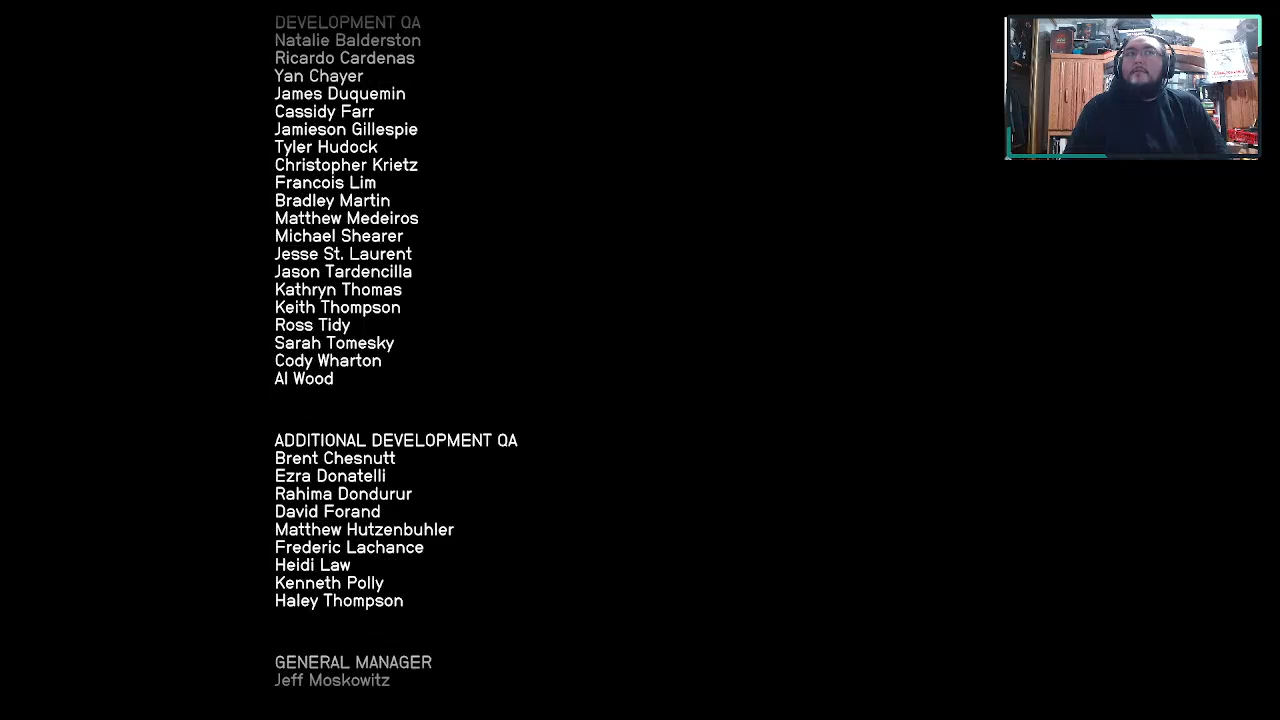 DEVELOPMENT QA
Natalie Balderston
Ricardo Cardenas
Yan Chayer
James Duquemin
Cassidy Farr
Jamieson Gillespie
Tyler Hudock
Christopher Krietz
Francois Lim
Bradley Martin
Matthew Medeiros
Michael Shearer
Jesse St. Laurent
Jason Tardencilla
Kathryn Thomas
Keith Thompson
Ross Tidy
Sarah Tomesky
Cody Wharton
Al Wood
ADDITIONAL DEVELOPMENT QA
Brent Chesnutt
Ezra Donatelli
Rahima Dondurur
David Forand
Matthew Hutzenbuhler
Frederic Lachance
Heidi Law
Kenneth Polly
Haley Thompson
GENERAL MANAGER
Jeff Moskowitz